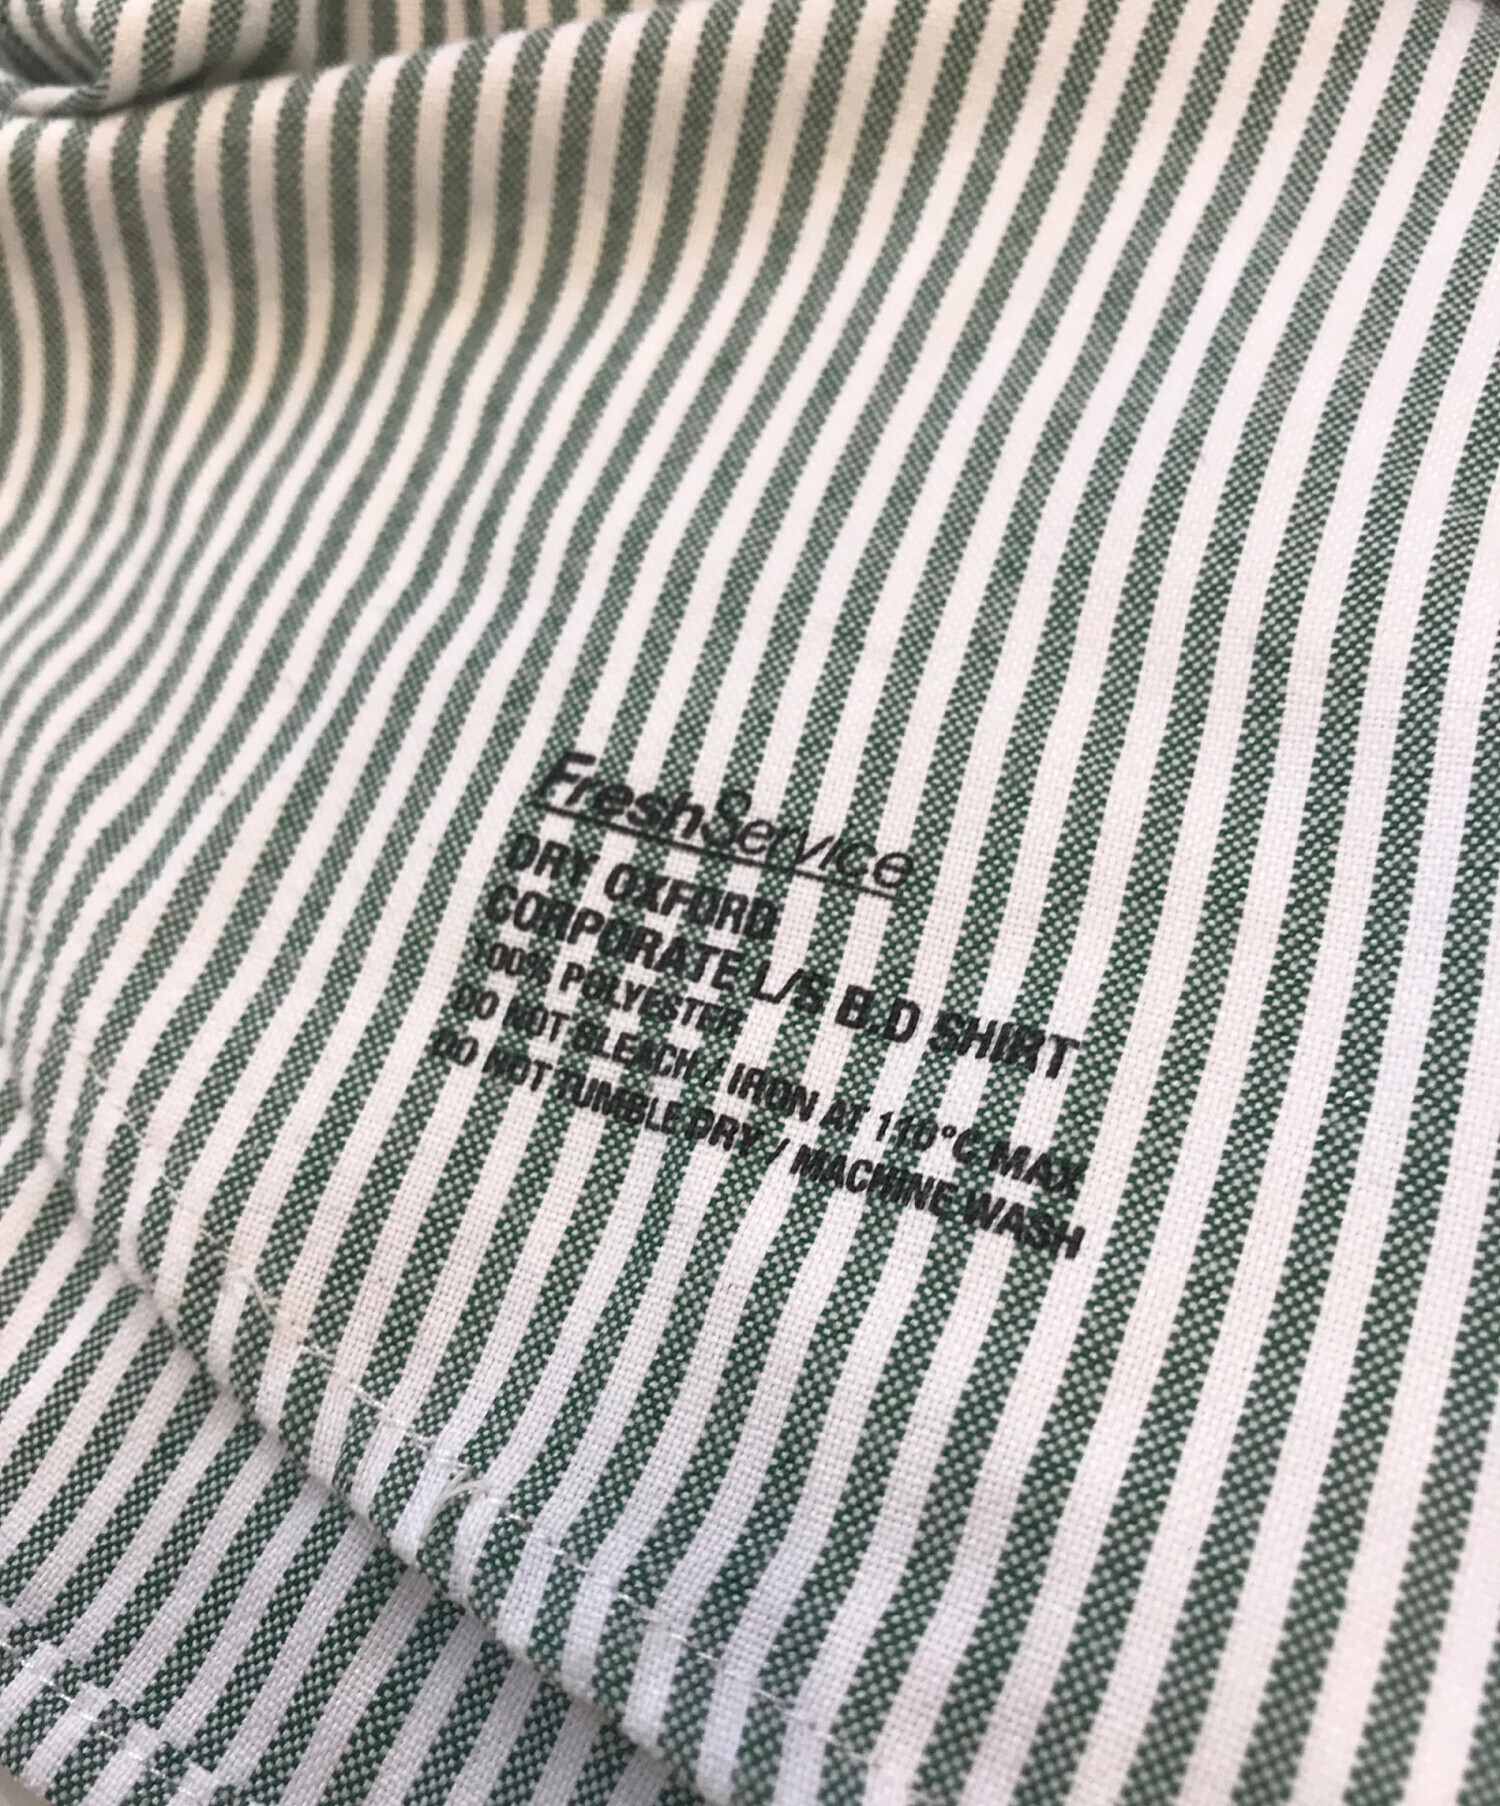 FreshService
DRY OXFORD
CORPORATE L/S B.D SHIRT
100% POLYESTER
DO NOT BLEACH / IRON AT 110°C MAX
DO NOT TUMBLE DRY / MACHINE WASH